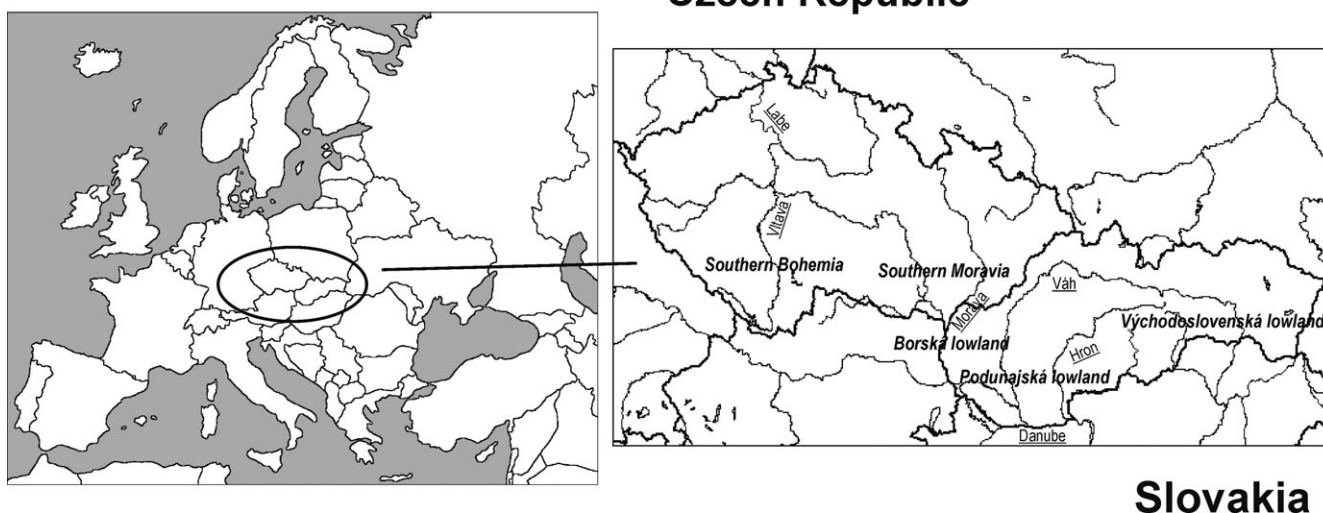 Czech Republic
Labe
Vltava
Southern Bohemia
Southern Moravia
Váh
Morava
Východoslovenská lowland
Borská lowland
Hron
Podunajská lowland
Danube
Slovakia